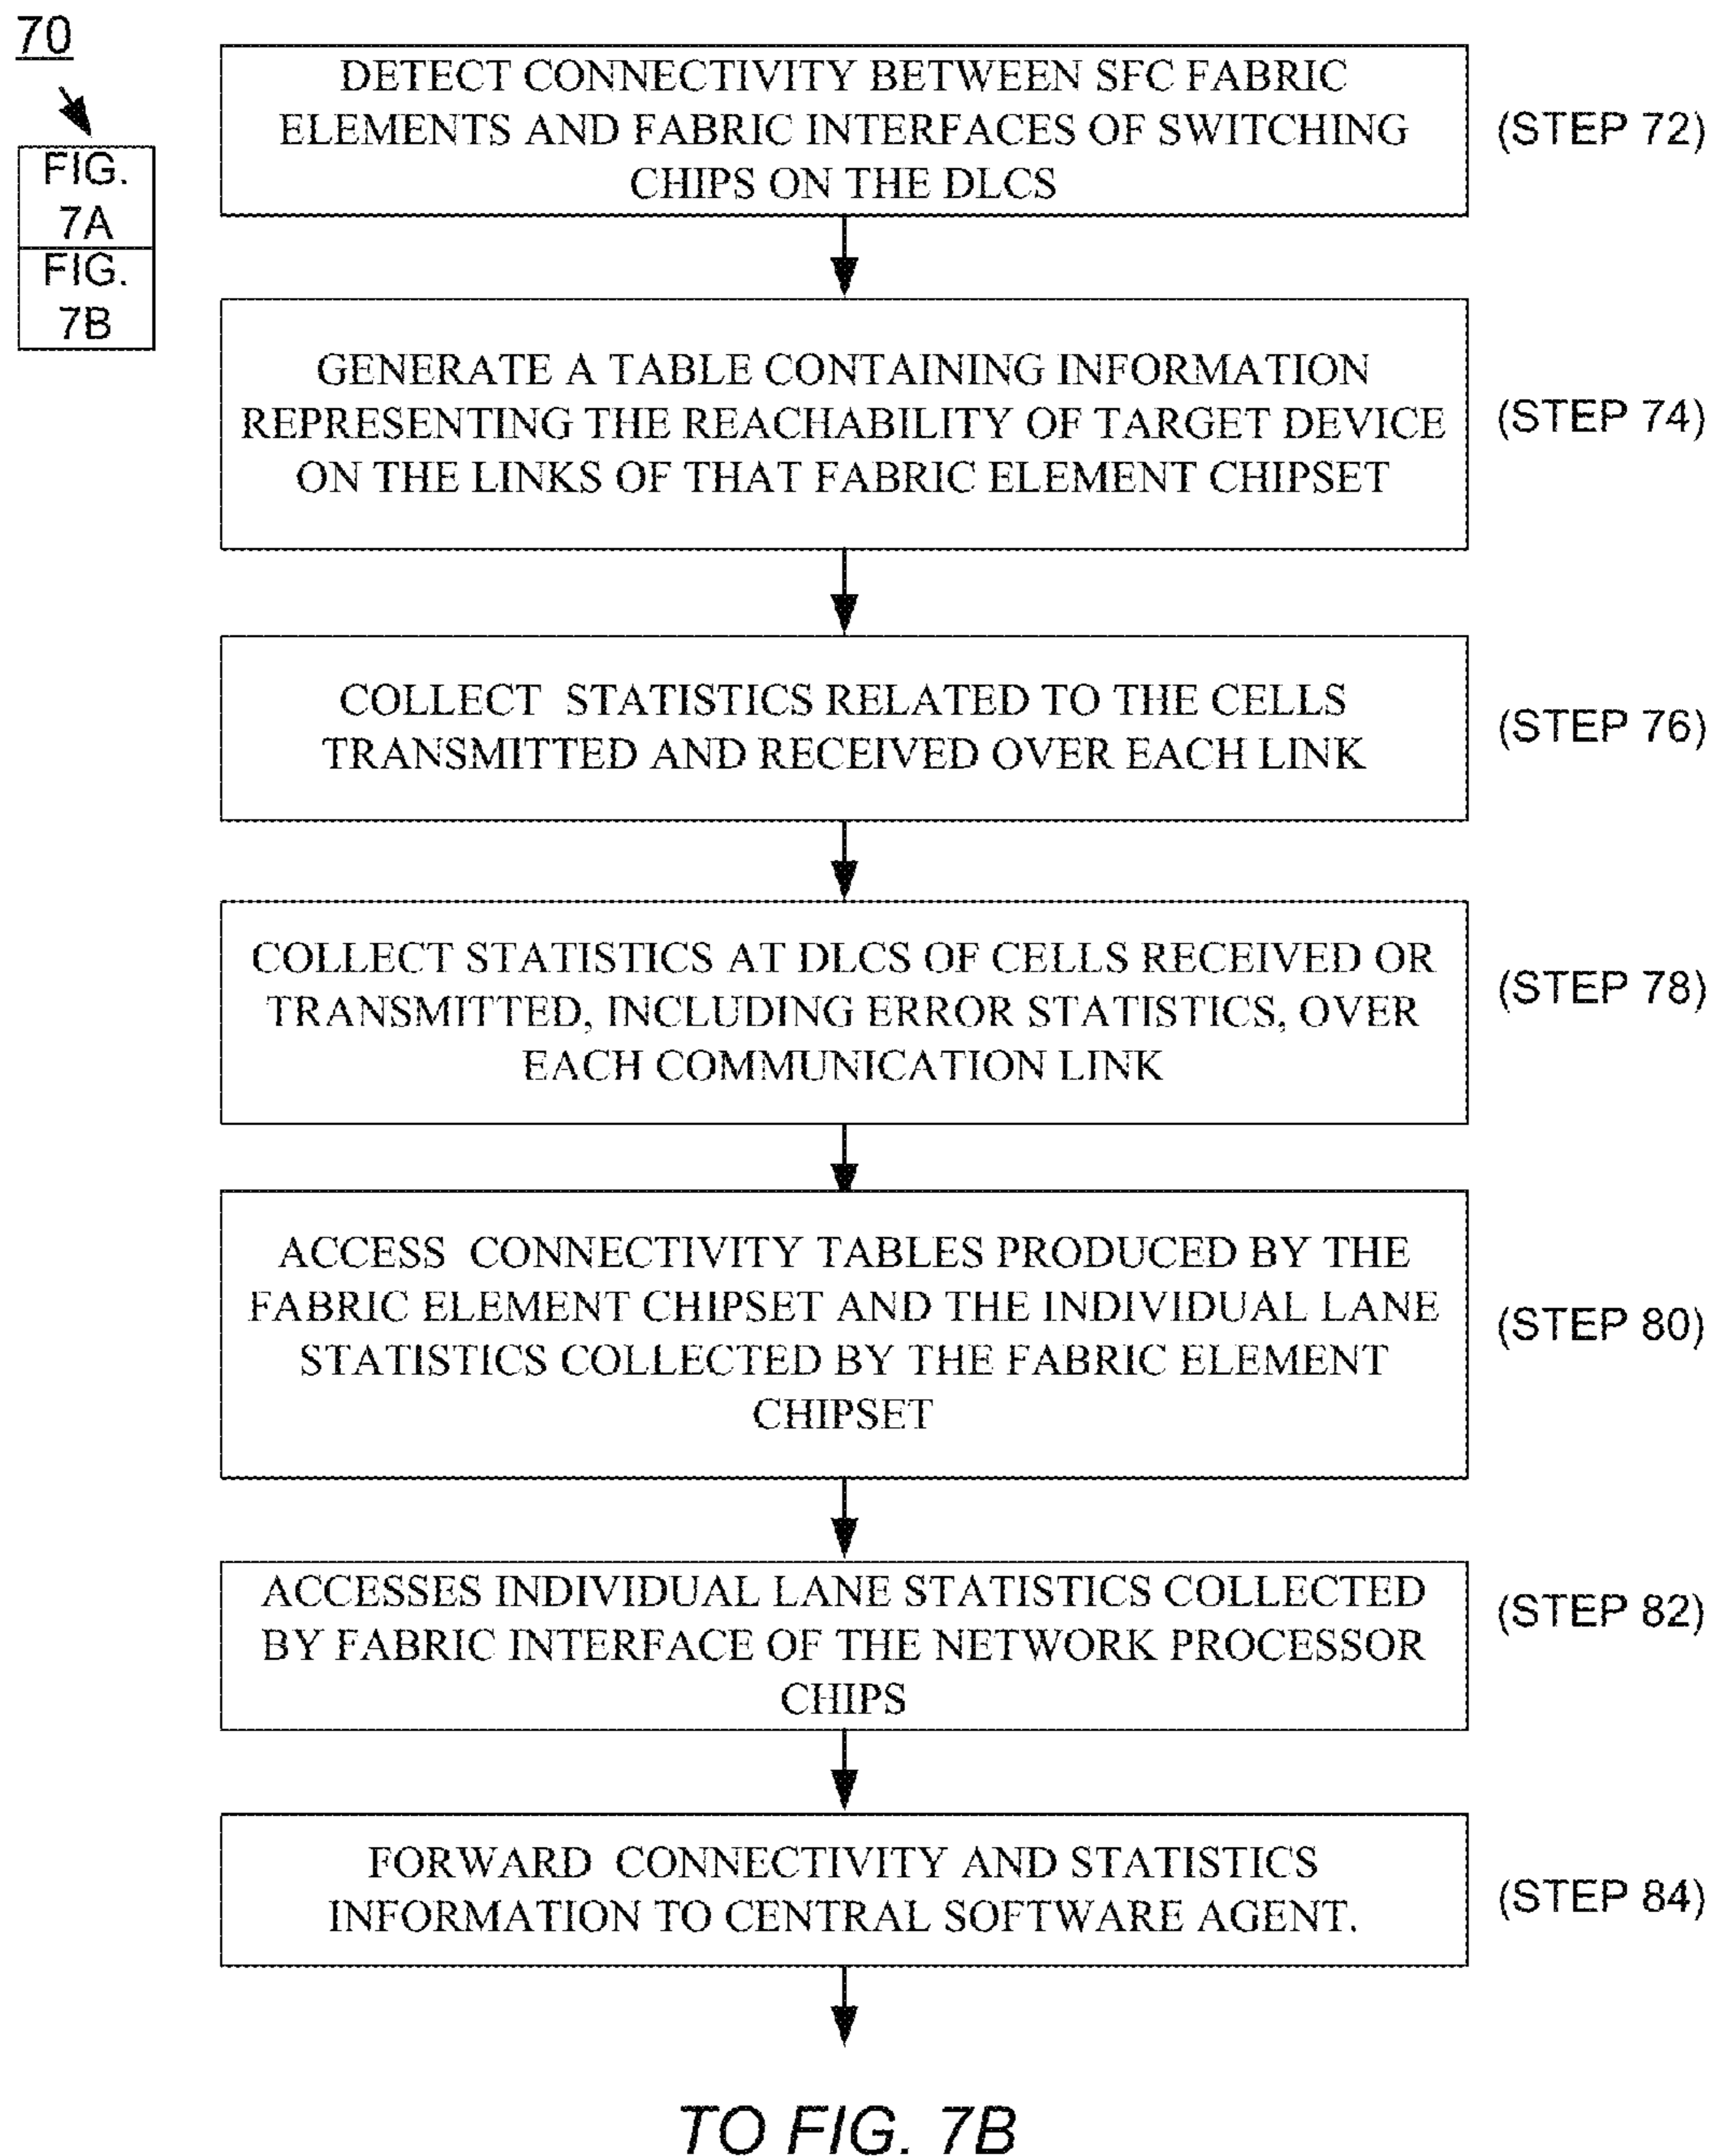 70
FIG.
7A
FIG.
7B
DETECT CONNECTIVITY BETWEEN SFC FABRIC
ELEMENTS AND FABRIC INTERFACES OF SWITCHING
CHIPS ON THE DLCS
(STEP 72)
GENERATE A TABLE CONTAINING INFORMATION
REPRESENTING THE REACHABILITY OF TARGET DEVICE
ON THE LINKS OF THAT FABRIC ELEMENT CHIPSET
(STEP 74)
COLLECT STATISTICS RELATED TO THE CELLS
TRANSMITTED AND RECEIVED OVER EACH LINK
(STEP 76)
COLLECT STATISTICS AT DLCS OF CELLS RECEIVED OR
TRANSMITTED, INCLUDING ERROR STATISTICS, OVER
EACH COMMUNICATION LINK
(STEP 78)
ACCESS CONNECTIVITY TABLES PRODUCED BY THE
FABRIC ELEMENT CHIPSET AND THE INDIVIDUAL LANE
STATISTICS COLLECTED BY THE FABRIC ELEMENT
CHIPSET
(STEP 80)
ACCESSES INDIVIDUAL LANE STATISTICS COLLECTED
BY FABRIC INTERFACE OF THE NETWORK PROCESSOR
CHIPS
(STEP 82)
FORWARD CONNECTIVITY AND STATISTICS
INFORMATION TO CENTRAL SOFTWARE AGENT.
(STEP 84)
TO FIG. 7B